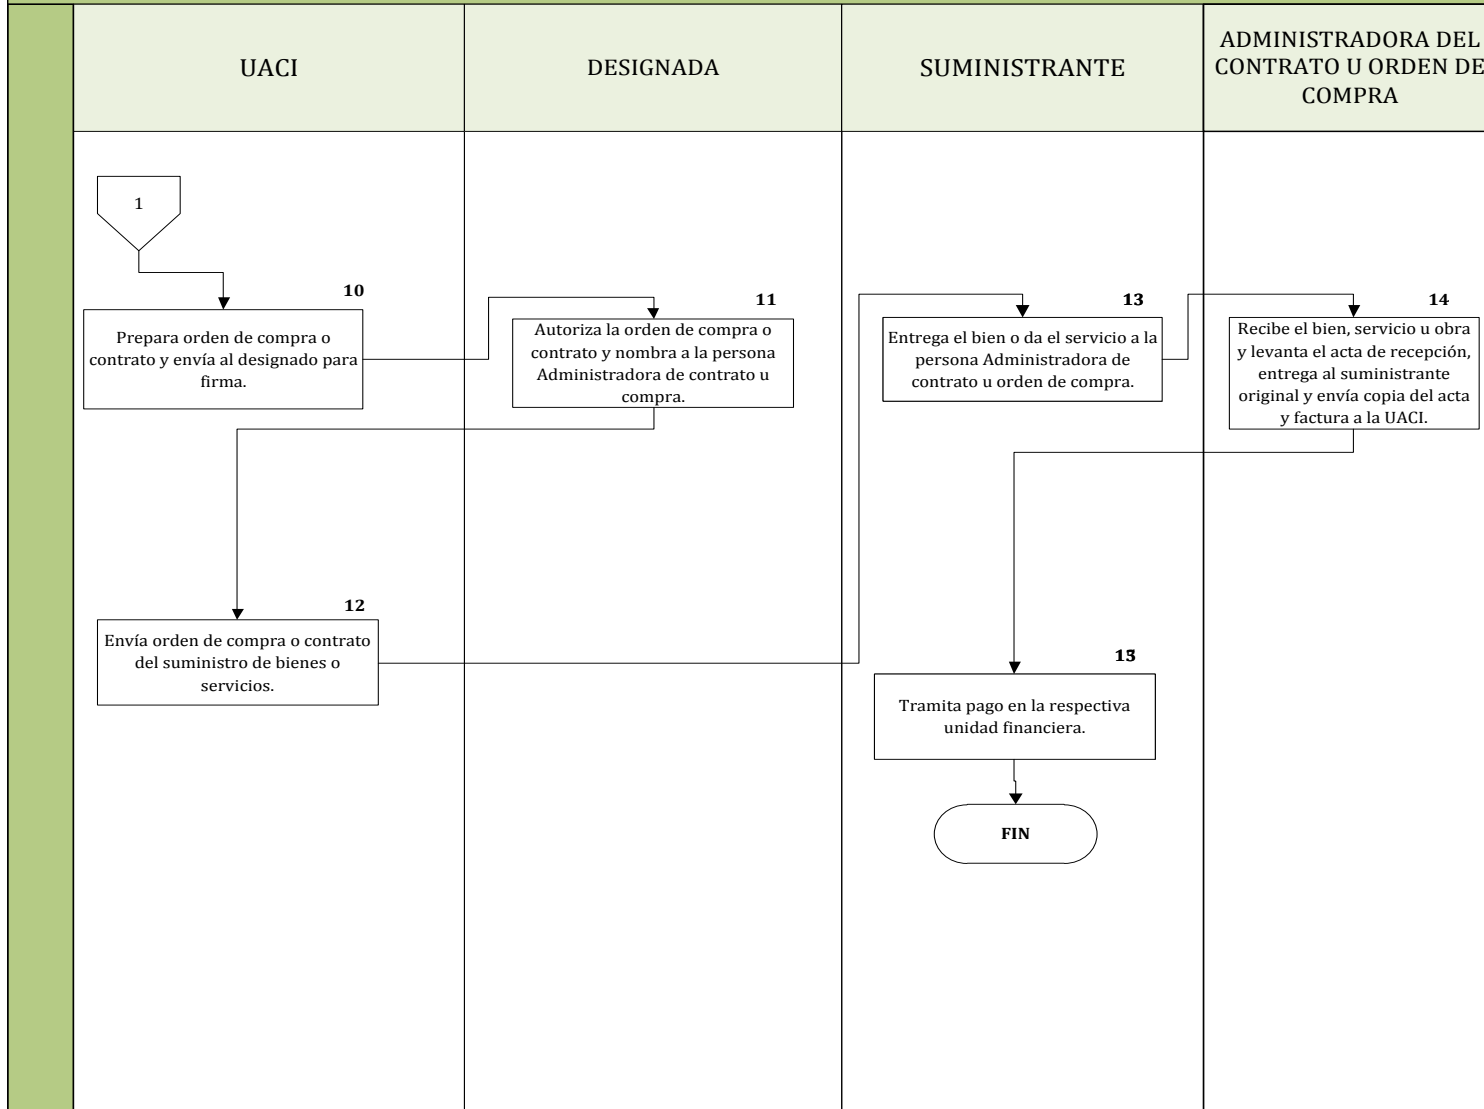 UACI
DESIGNADA
SUMINISTRANTE
ADMINISTRADORA DEL
CONTRATO U ORDEN DE
COMPRA
1
10
Prepara orden de compra o
contrato y envía al designado para
firma.
11
Autoriza la orden de compra o
contrato y nombra a la persona
Administradora de contrato u
compra.
13
Entrega el bien o da el servicio a la
persona Administradora de
contrato u orden de compra.
14
Recibe el bien, servicio u obra
y levanta el acta de recepción,
entrega al suministrante
original y envía copia del acta
y factura a la UACI.
12
Envía orden de compra o contrato
del suministro de bienes o
servicios.
15
Tramita pago en la respectiva
unidad financiera.
FIN